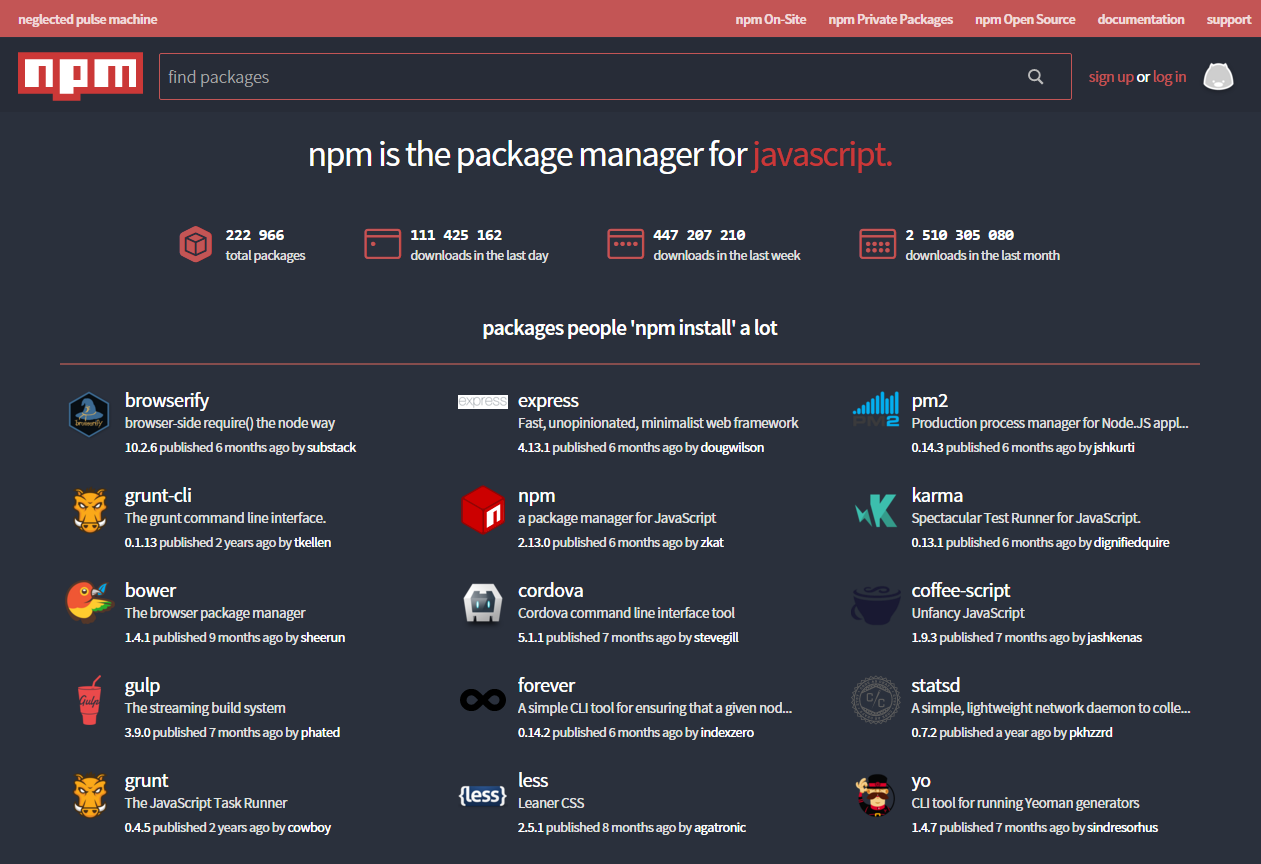 neglected pulse machine
npm On-Site npm Private Packages npm Open Source documentation support
npm
find packages
sign up or log in
npm is the package manager for javascript.
222 966
total packages
111 425 162
downloads in the last day
447 207 210
downloads in the last week
2 510 305 080
downloads in the last month
packages people 'npm install' a lot
browserify
browserify
browser-side require() the node way
10.2.6 published 6 months ago by substack
express
express
Fast, unopinionated, minimalist web framework
4.13.1 published 6 months ago by dougwilson
PM2
pm2
Production process manager for Node.JS appl...
0.14.3 published 6 months ago by jshkurti
grunt-cli
The grunt command line interface.
0.1.13 published 2 years ago by tkellen
n
npm
a package manager for JavaScript
2.13.0 published 6 months ago by zkat
karma
Spectacular Test Runner for JavaScript.
0.13.1 published 6 months ago by dignifiedquire
bower
The browser package manager
1.4.1 published 9 months ago by sheerun
cordova
Cordova command line interface tool
5.1.1 published 7 months ago by stevegill
coffee-script
Unfancy JavaScript
1.9.3 published 7 months ago by jashkenas
Gulp
gulp
The streaming build system
3.9.0 published 7 months ago by phated
forever
A simple CLI tool for ensuring that a given nod...
0.14.2 published 6 months ago by indexzero
C/C
statsd
A simple, lightweight network daemon to colle...
0.7.2 published a year ago by pkhzzrd
grunt
The JavaScript Task Runner
0.4.5 published 2 years ago by cowboy
{less}
less
Leaner CSS
2.5.1 published 8 months ago by agatronic
yo
CLI tool for running Yeoman generators
1.4.7 published 7 months ago by sindresorhus